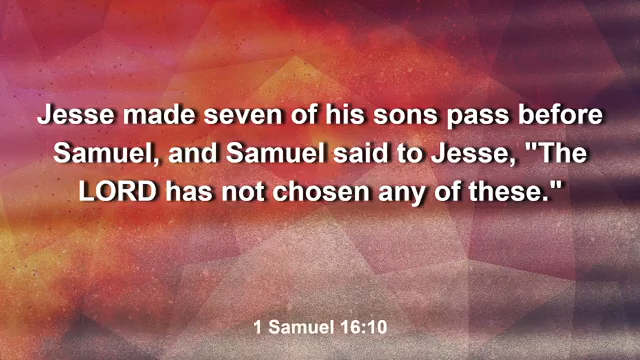 Jesse made seven of his sons pass before
Samuel, and Samuel said to Jesse, "The
LORD has not chosen any of these."
1 Samuel 16:10